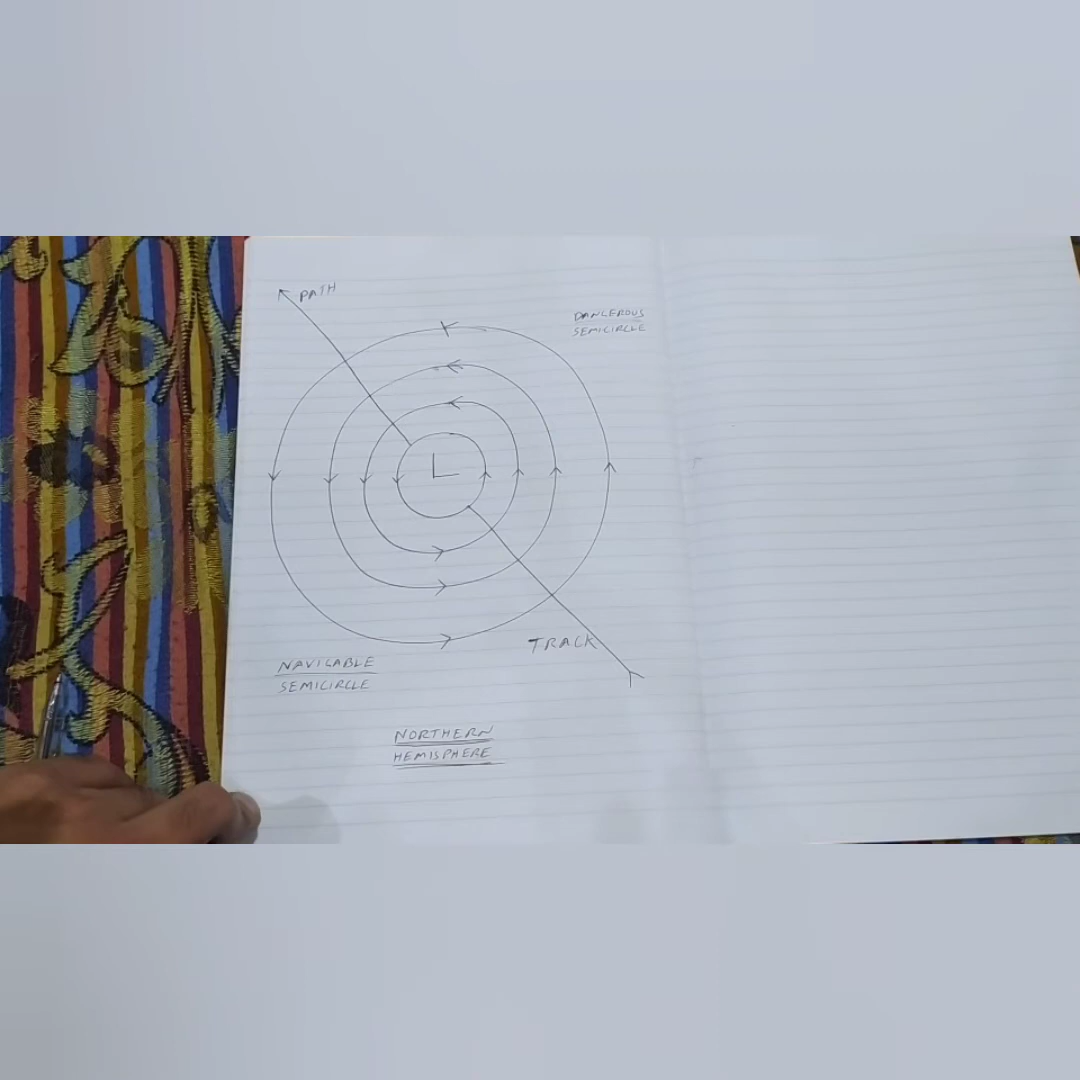 PATH
DANGEROUS
SEMICIRCLE
L
TRACK
NAVIGABLE
SEMICIRCLE
NORTHERN
HEMISPHERE